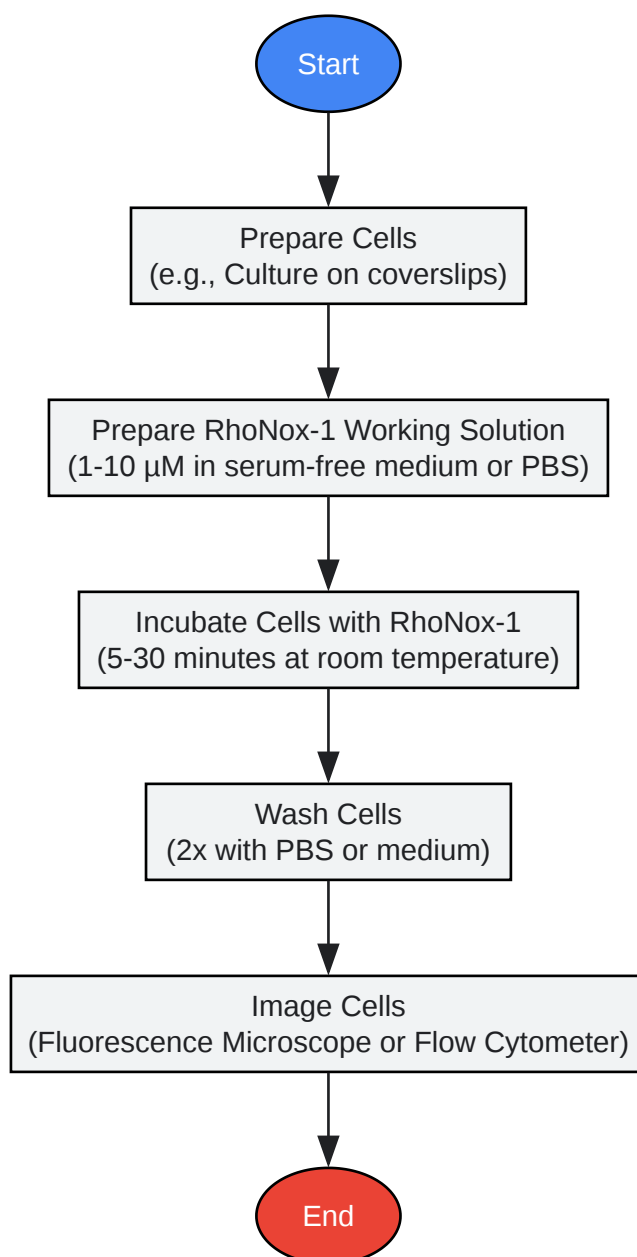 Start
Prepare Cells
(e.g., Culture on coverslips)
Prepare RhoNox-1 Working Solution
(1-10 µM in serum-free medium or PBS)
Incubate Cells with RhoNox-1
(5-30 minutes at room temperature)
Wash Cells
(2x with PBS or medium)
Image Cells
(Fluorescence Microscope or Flow Cytometer)
End